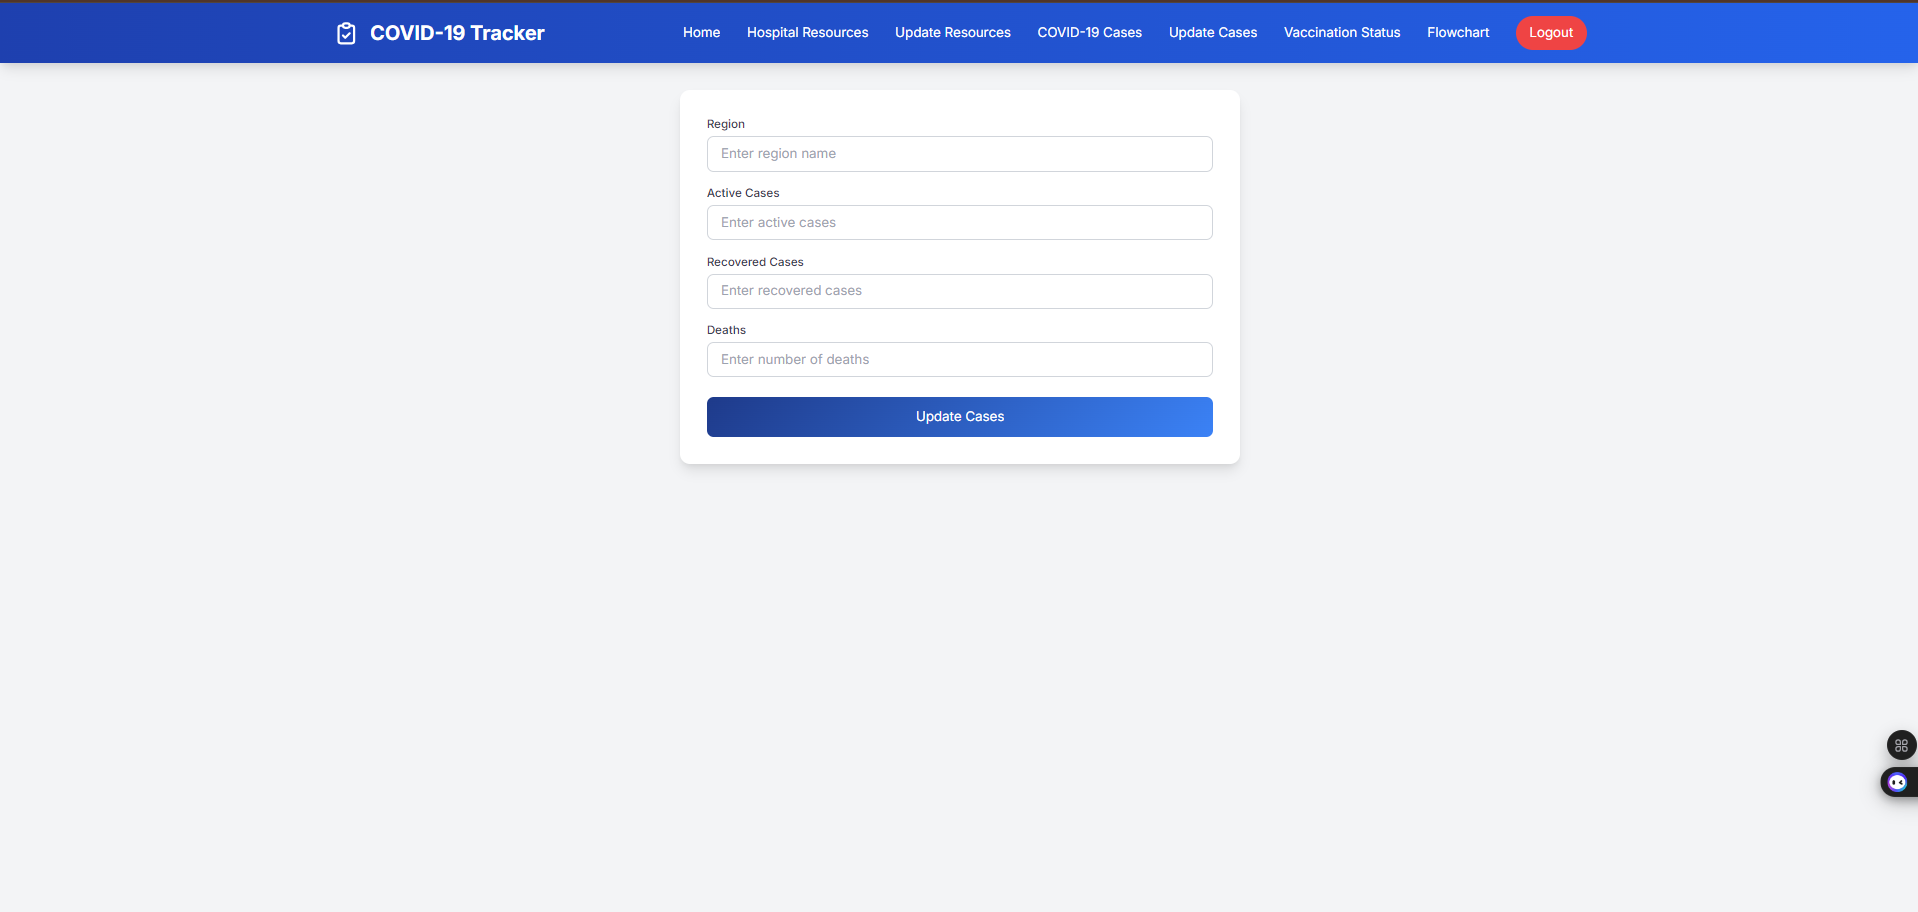 COVID-19 Tracker
Home Hospital Resources Update Resources COVID-19 Cases Update Cases Vaccination Status Flowchart Logout
Region
Enter region name
Active Cases
Enter active cases
Recovered Cases
Enter recovered cases
Deaths
Enter number of deaths
Update Cases